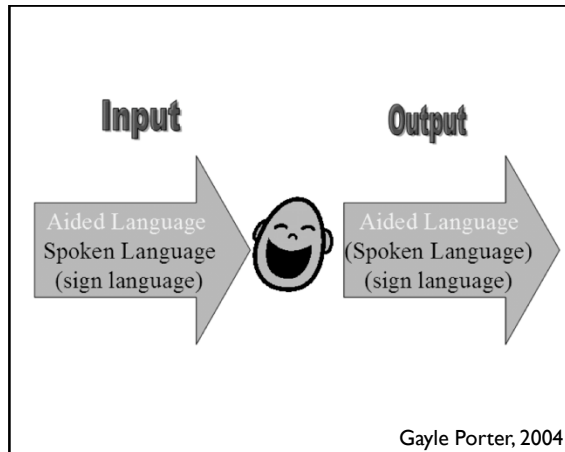 Input
Output
Aided Language
Spoken Language
(sign language)
Aided Language
(Spoken Language)
(sign language)
Gayle Porter, 2004